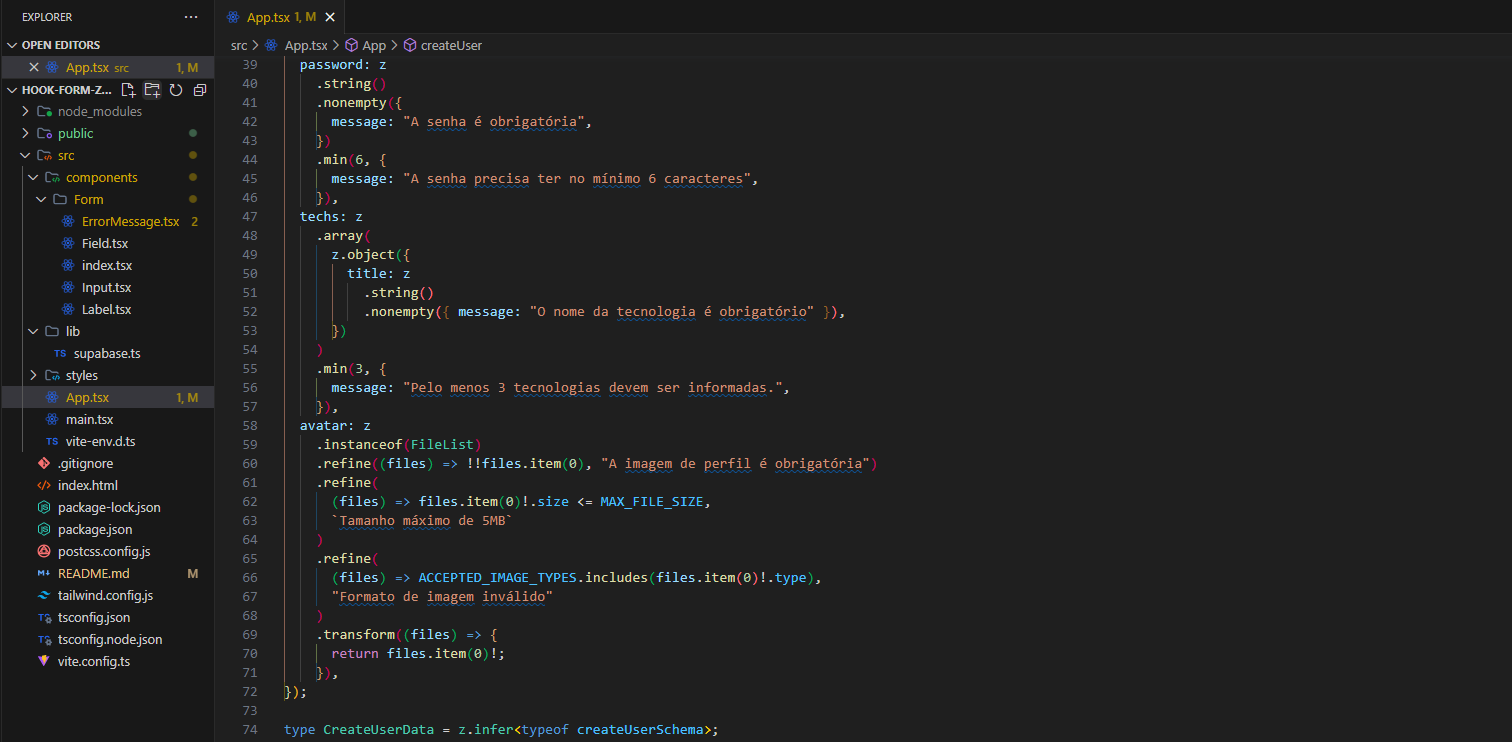 EXPLORER ···
OPEN EDITORS
App.tsx src 1, M
HOOK-FORM-Z...
node_modules
public
src
components
Form
ErrorMessage.tsx 2
Field.tsx
index.tsx
Input.tsx
Label.tsx
lib
TS supabase.ts
styles
App.tsx 1, M
main.tsx
TS vite-env.d.ts
.gitignore
index.html
package-lock.json
package.json
postcss.config.js
README.md M
tailwind.config.js
tsconfig.json
tsconfig.node.json
vite.config.ts
App.tsx 1, M
src > App.tsx > App > createUser
39 password: z
40 .string()
41 .nonempty({
42 message: "A senha é obrigatória",
43 })
44 .min(6, {
45 message: "A senha precisa ter no mínimo 6 caracteres",
46 }),
47 techs: z
48 .array(
49 z.object({
50 title: z
51 .string()
52 .nonempty({ message: "O nome da tecnologia é obrigatório" }),
53 })
54 )
55 .min(3, {
56 message: "Pelo menos 3 tecnologias devem ser informadas.",
57 }),
58 avatar: z
59 .instanceof(FileList)
60 .refine((files) => !!files.item(0), "A imagem de perfil é obrigatória")
61 .refine(
62 (files) => files.item(0)!.size <= MAX_FILE_SIZE,
63 `Tamanho máximo de 5MB`
64 )
65 .refine(
66 (files) => ACCEPTED_IMAGE_TYPES.includes(files.item(0)!.type),
67 "Formato de imagem inválido"
68 )
69 .transform((files) => {
70 return files.item(0)!;
71 }),
72 });
73
74 type CreateUserData = z.infer<typeof createUserSchema>;